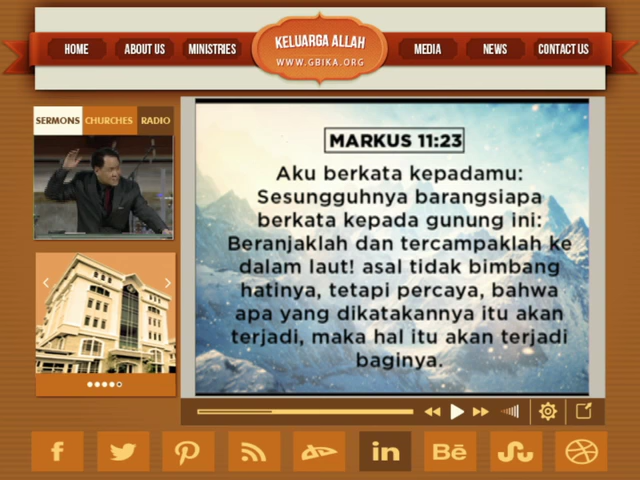 HOME
ABOUT US
MINISTRIES
KELUARGA ALLAH
WWW.GBIKA.ORG
MEDIA
NEWS
CONTACT US
SERMONS
CHURCHES
RADIO
MARKUS 11:23
Aku berkata kepadamu:
Sesungguhnya barangsiapa
berkata kepada gunung ini:
Beranjaklah dan tercampaklah ke
dalam laut! asal tidak bimbang
hatinya, tetapi percaya, bahwa
apa yang dikatakannya itu akan
terjadi, maka hal itu akan terjadi
baginya.
f
in
Bē